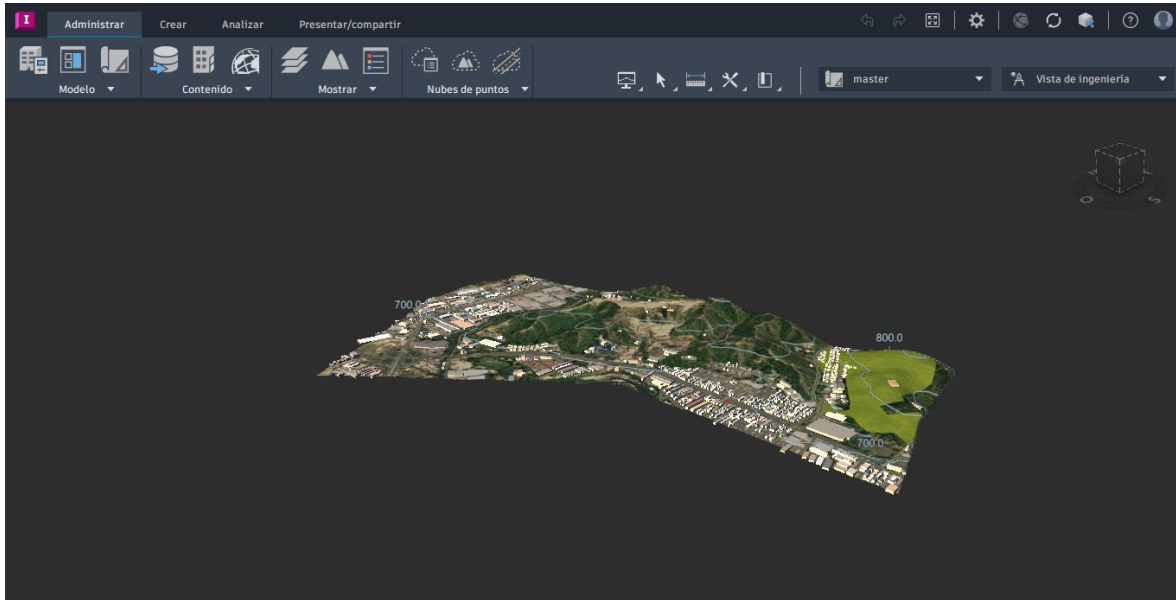 I
Administrar
Crear
Analizar
Presentar/compartir
Modelo
Contenido
Mostrar
Nubes de puntos
master
Vista de ingeniería
O
S
700.0
800.0
700.0